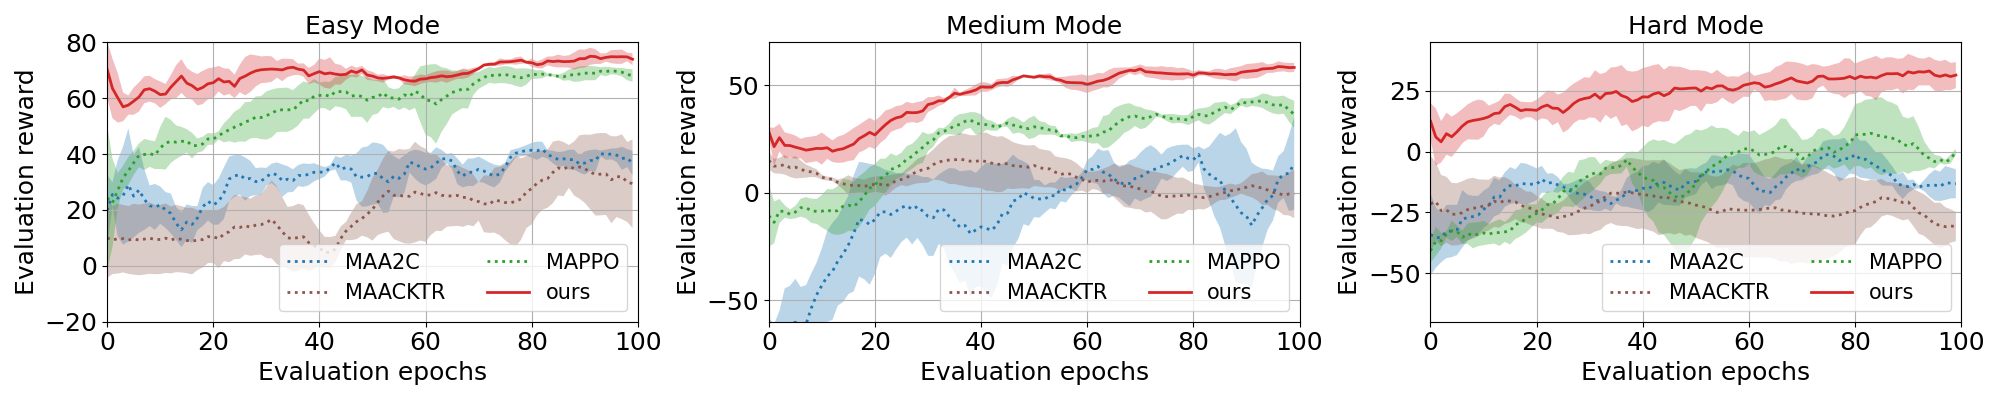 Easy Mode
Evaluation reward
80
60
40
20
0
−20
0 20 40 60 80 100
Evaluation epochs
MAA2C
MAACKTR
MAPPO
ours
Medium Mode
Evaluation reward
50
0
−50
0 20 40 60 80 100
Evaluation epochs
MAA2C
MAACKTR
MAPPO
ours
Hard Mode
Evaluation reward
25
0
−25
−50
0 20 40 60 80 100
Evaluation epochs
MAA2C
MAACKTR
MAPPO
ours